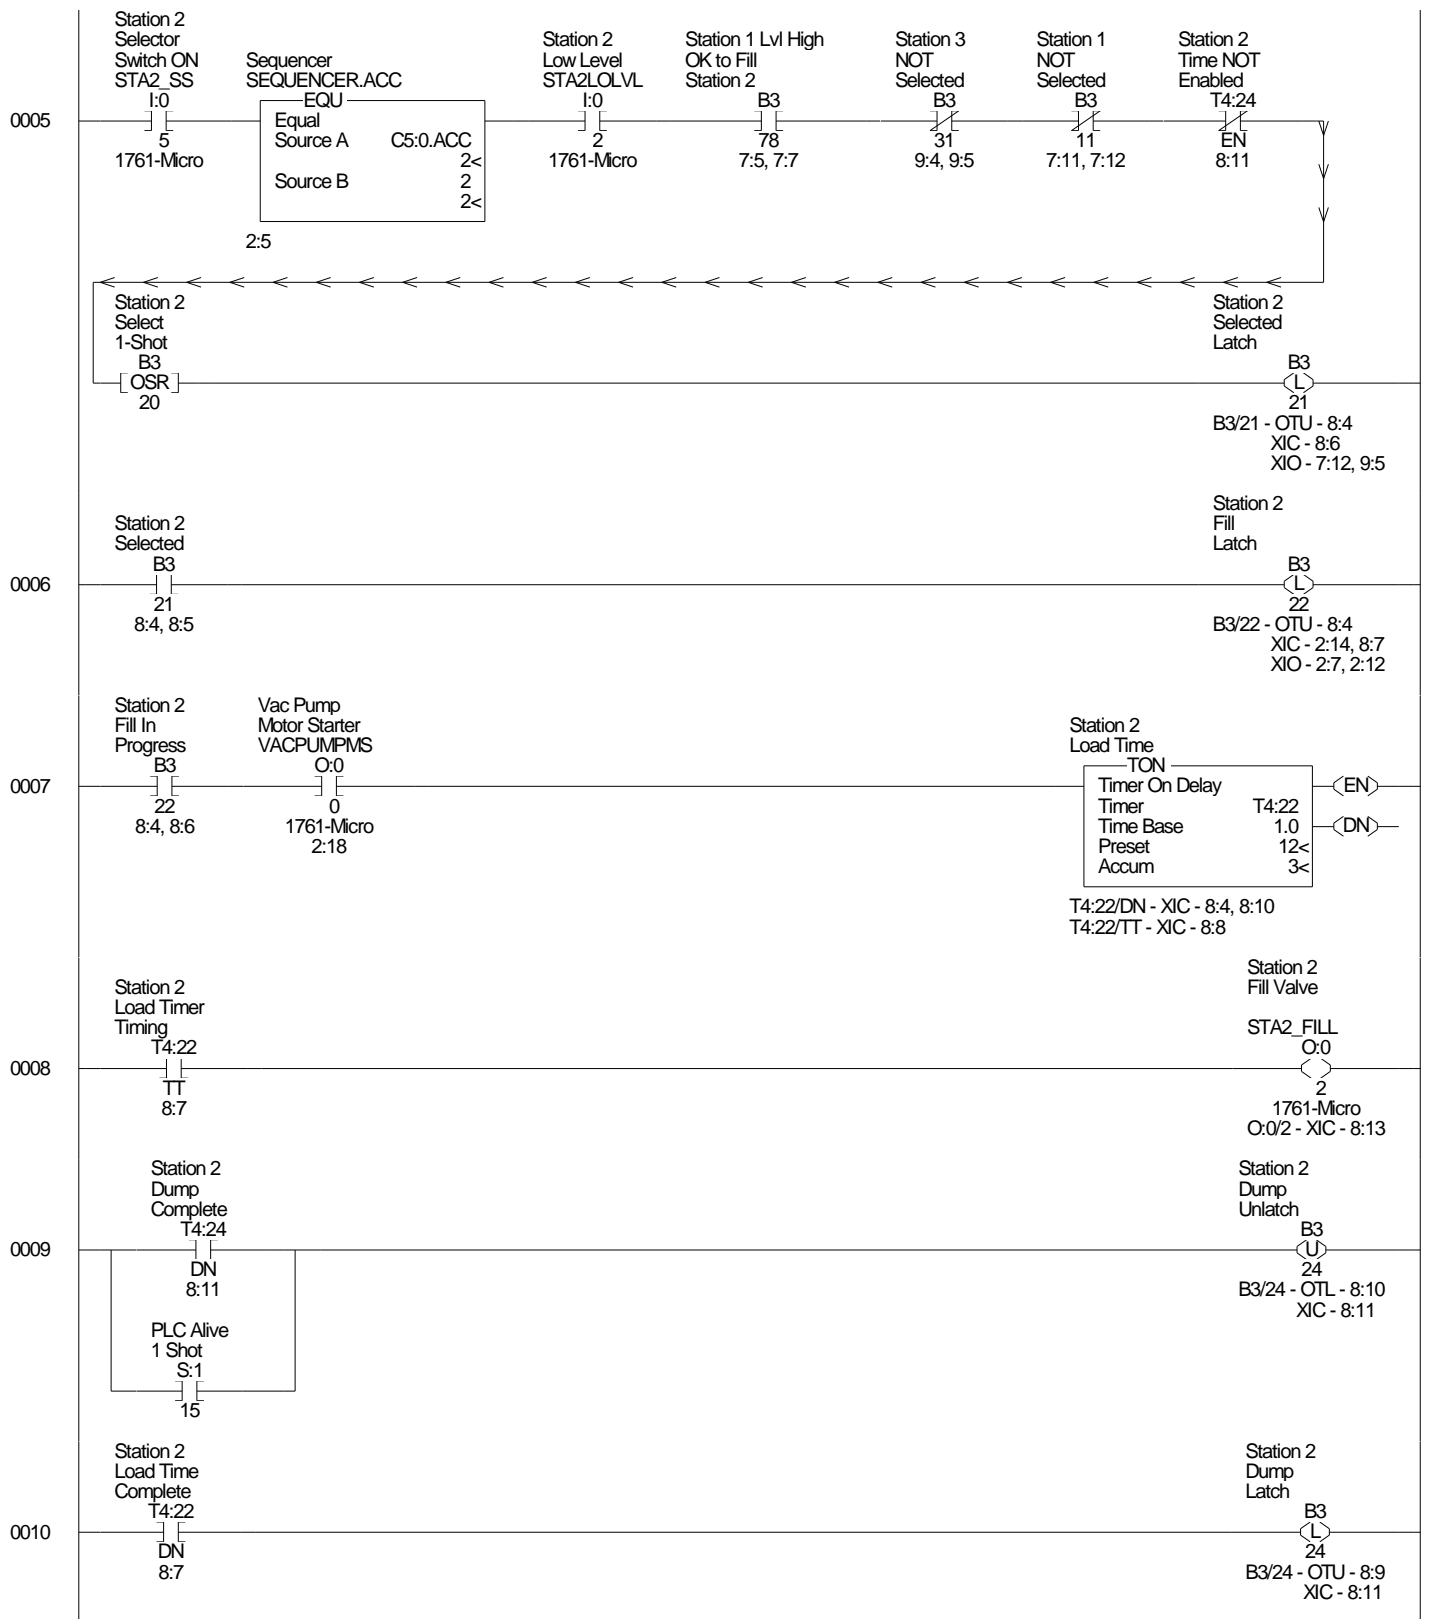 Station 2
Selector
Switch ON
STA2_SS
I:0
5
1761-Micro
Sequencer
SEQUENCER.ACC
EQU
Equal
Source A C5:0.ACC
2<
Source B 2
2<
2:5
Station 2
Low Level
STA2LOLVL
I:0
2
1761-Micro
Station 1 Lvl High
OK to Fill
Station 2
B3
78
7:5, 7:7
Station 3
NOT
Selected
B3
31
9:4, 9:5
Station 1
NOT
Selected
B3
11
7:11, 7:12
Station 2
Time NOT
Enabled
T4:24
EN
8:11
0005
Station 2
Select
1-Shot
B3
OSR
20
Station 2
Selected
Latch
B3
L
21
B3/21 - OTU - 8:4
XIC - 8:6
XIO - 7:12, 9:5
0006
Station 2
Selected
B3
21
8:4, 8:5
Station 2
Fill
Latch
B3
L
22
B3/22 - OTU - 8:4
XIC - 2:14, 8:7
XIO - 2:7, 2:12
0007
Station 2
Fill In
Progress
B3
22
8:4, 8:6
Vac Pump
Motor Starter
VACPUMPMS
O:0
0
1761-Micro
2:18
Station 2
Load Time
TON
Timer On Delay
Timer T4:22
Time Base 1.0
Preset 12<
Accum 3<
EN
DN
T4:22/DN - XIC - 8:4, 8:10
T4:22/TT - XIC - 8:8
0008
Station 2
Load Timer
Timing
T4:22
TT
8:7
Station 2
Fill Valve
STA2_FILL
O:0
2
1761-Micro
O:0/2 - XIC - 8:13
0009
Station 2
Dump
Complete
T4:24
DN
8:11
PLC Alive
1 Shot
S:1
15
Station 2
Dump
Unlatch
B3
U
24
B3/24 - OTL - 8:10
XIC - 8:11
0010
Station 2
Load Time
Complete
T4:22
DN
8:7
Station 2
Dump
Latch
B3
L
24
B3/24 - OTU - 8:9
XIC - 8:11